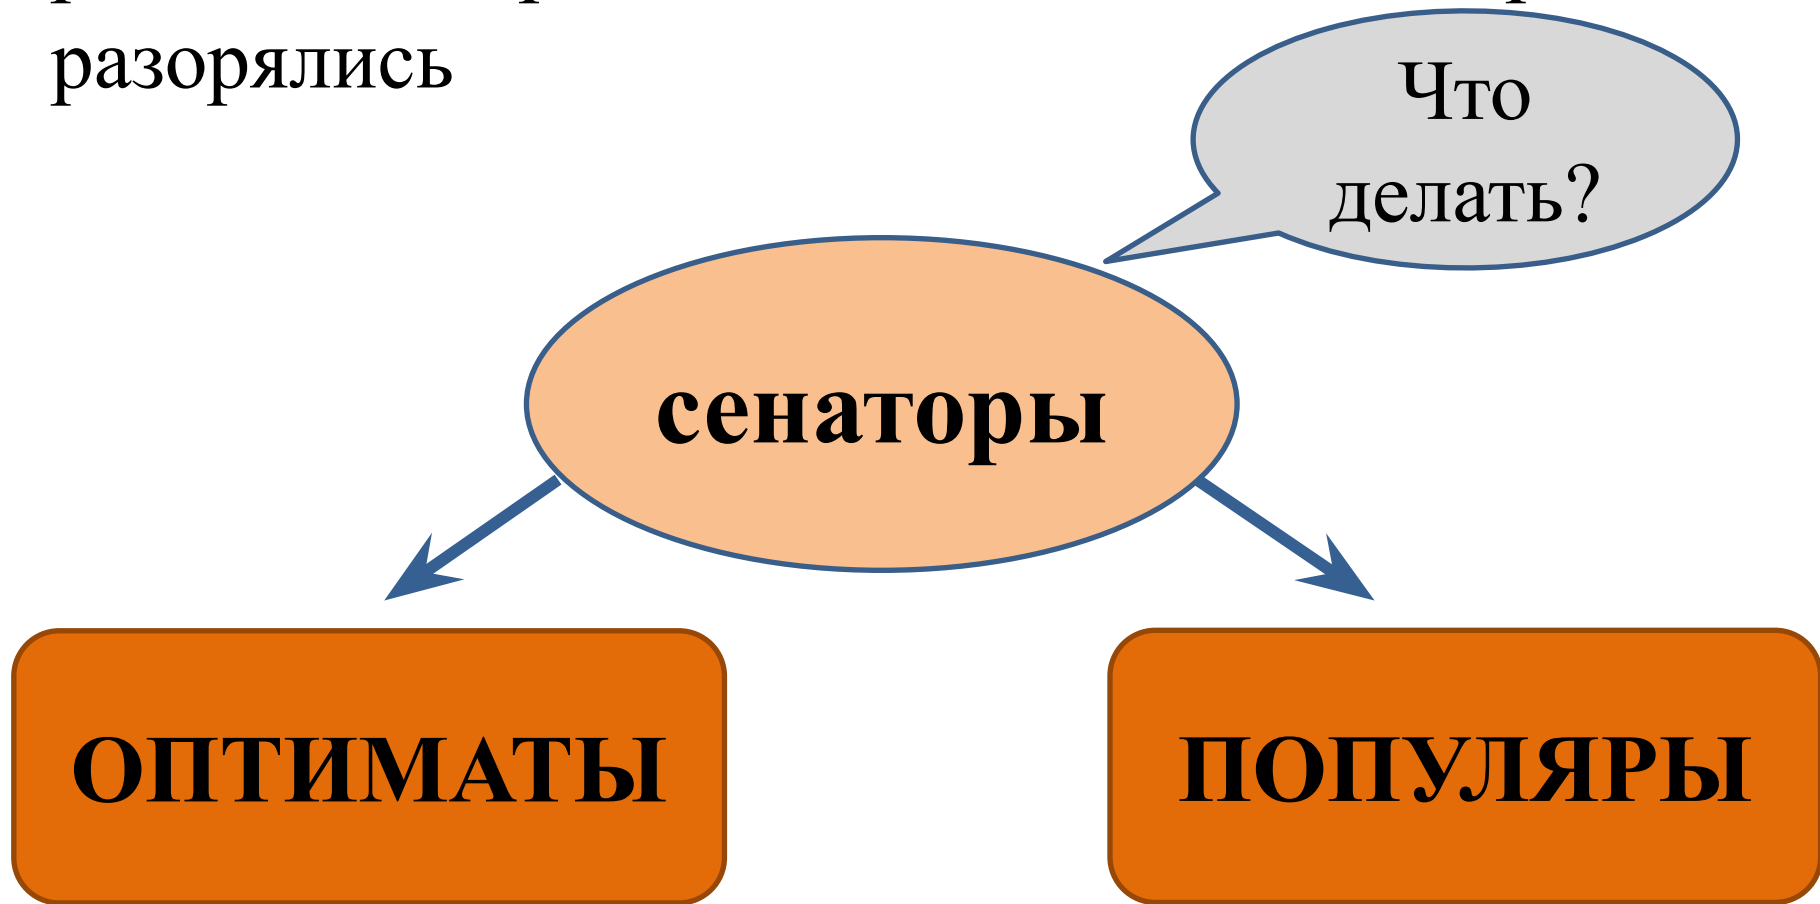 разорялись
Что
делать?
сенаторы
ОПТИМАТЫ
ПОПУЛЯРЫ